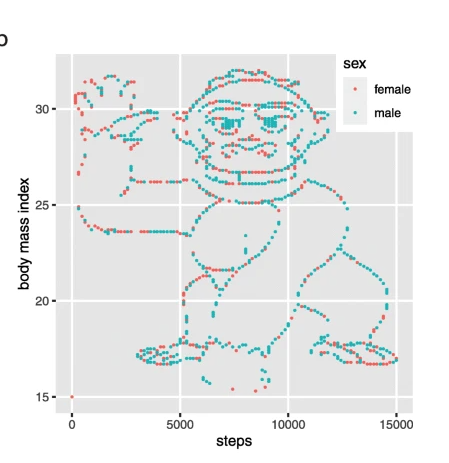 b
sex
female
male
30
25
20
15
body mass index
0 5000 10000 15000
steps